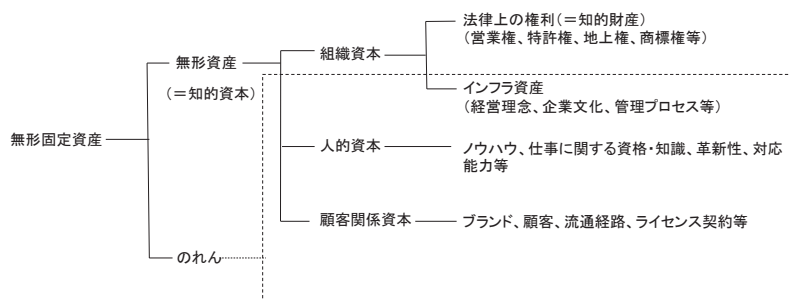 法律上の権利(＝知的財産)
(営業権、特許権、地上権、商標権等)
組織資本
無形資産
(＝知的資本)
インフラ資産
(経営理念、企業文化、管理プロセス等)
無形固定資産
人的資本
ノウハウ、仕事に関する資格・知識、革新性、対応
能力等
顧客関係資本
ブランド、顧客、流通経路、ライセンス契約等
のれん